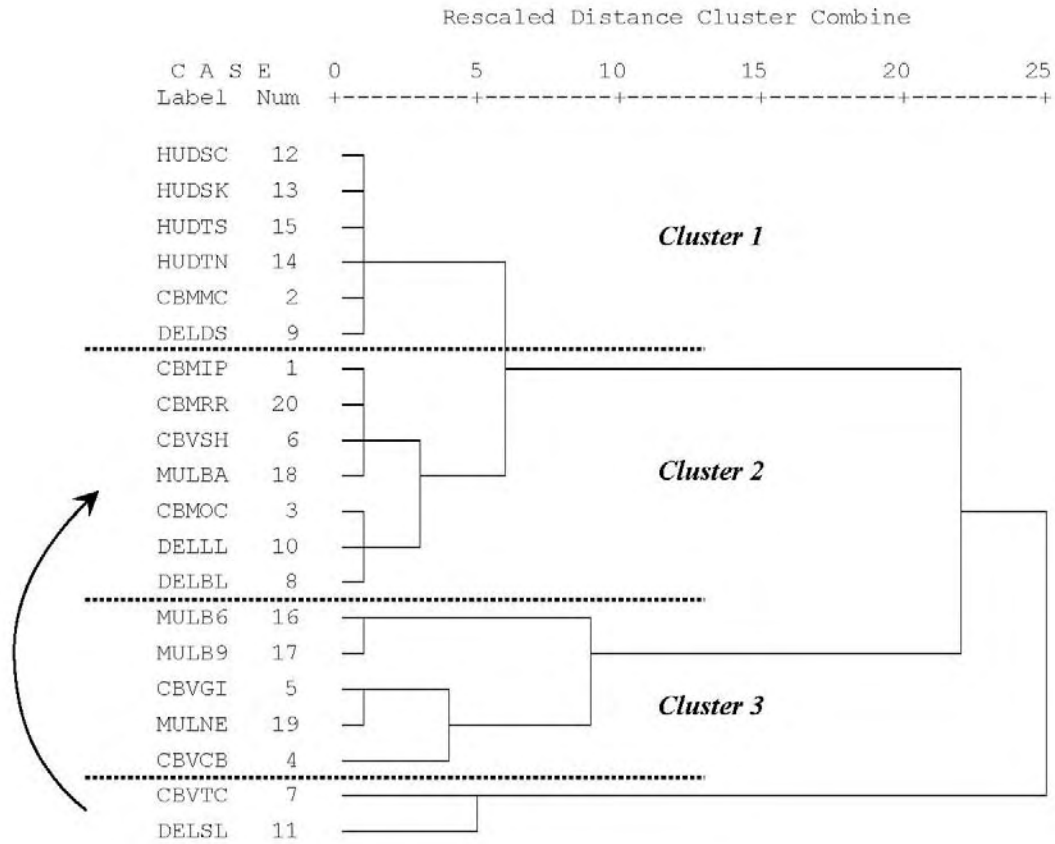 Rescaled Distance Cluster Combine
C A S E 0 5 10 15 20 25
Label Num +---------+---------+---------+---------+---------+
HUDSC 12
HUDSK 13
HUDTS 15
Cluster 1
HUDTN 14
CBMMC 2
DELDS 9
CBMIP 1
CBMRR 20
CBVSH 6
MULBA 18
Cluster 2
CBMOC 3
DELLL 10
DELBL 8
MULB6 16
MULB9 17
CBVGI 5
Cluster 3
MULNE 19
CBVCB 4
CBVTC 7
DELSL 11